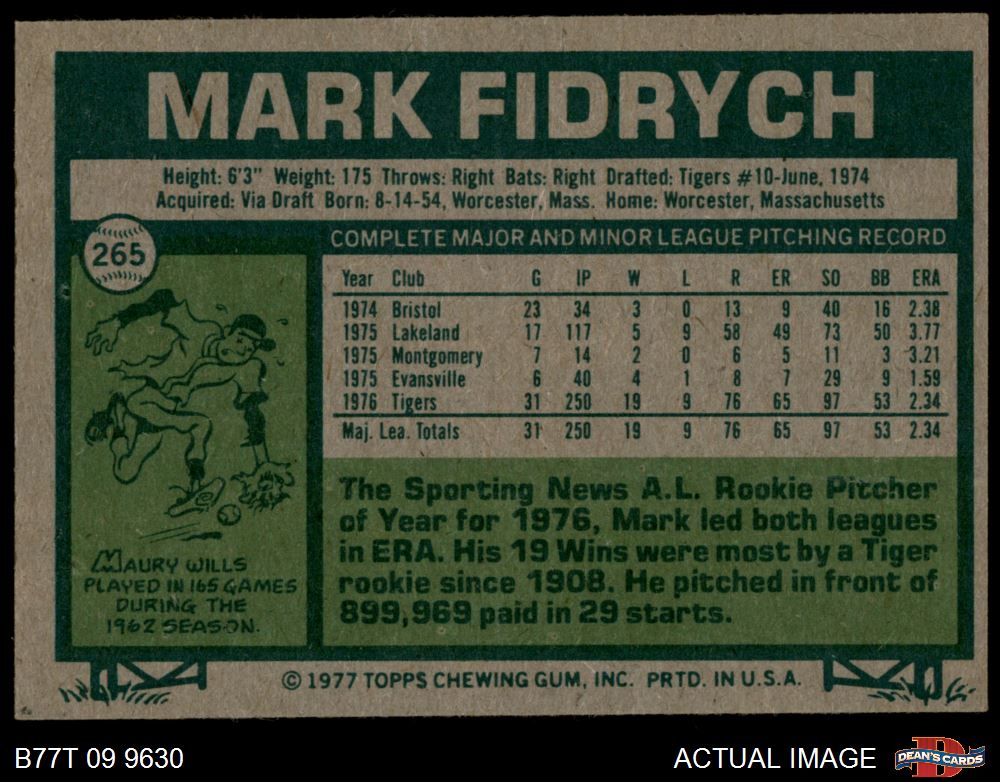 MARK FIDRYCH
Height: 6'3" Weight: 175 Throws: Right Bats: Right Drafted: Tigers #10-June, 1974
Acquired: Via Draft Born: 8-14-54, Worcester, Mass. Home: Worcester, Massachusetts
265
COMPLETE MAJOR AND MINOR LEAGUE PITCHING RECORD
Year Club G IP W L R ER SO BB ERA
1974 Bristol 23 34 3 0 13 9 40 16 2.38
1975 Lakeland 17 117 5 9 58 49 73 50 3.77
1975 Montgomery 7 14 2 0 6 5 11 3 3.21
1975 Evansville 6 40 4 1 8 7 29 9 1.59
1976 Tigers 31 250 19 9 76 65 97 53 2.34
Maj. Lea. Totals 31 250 19 9 76 65 97 53 2.34
MAURY WILLS
PLAYED IN 165 GAMES
DURING THE
1962 SEASON.
The Sporting News A.L. Rookie Pitcher
of Year for 1976, Mark led both leagues
in ERA. His 19 Wins were most by a Tiger
rookie since 1908. He pitched in front of
899,969 paid in 29 starts.
© 1977 TOPPS CHEWING GUM, INC. PRTD. IN U.S.A.
B77T 09 9630
ACTUAL IMAGE
D
DEAN'S CARDS